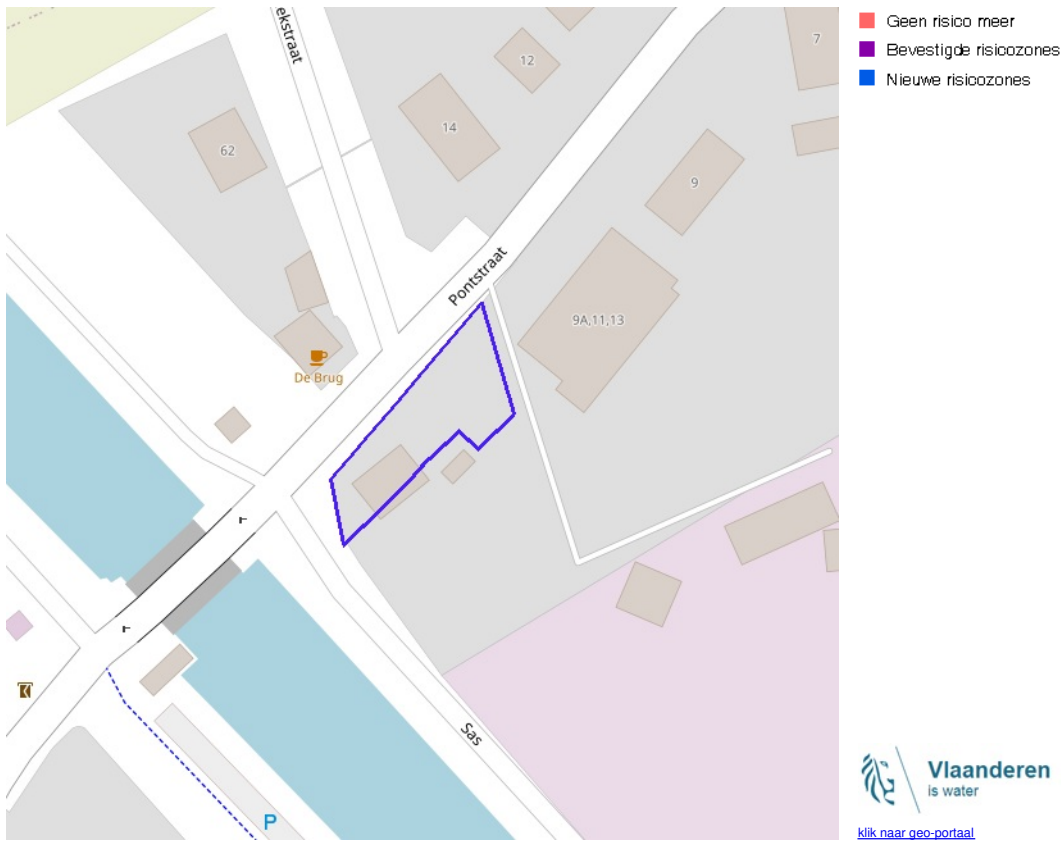 ekstraat
12
7
14
62
9
Pontstraat
9A,11,13
De Brug
Sas
P
Geen risico meer
Bevestigde risicozones
Nieuwe risicozones
Vlaanderen
is water
klik naar geo-portaal